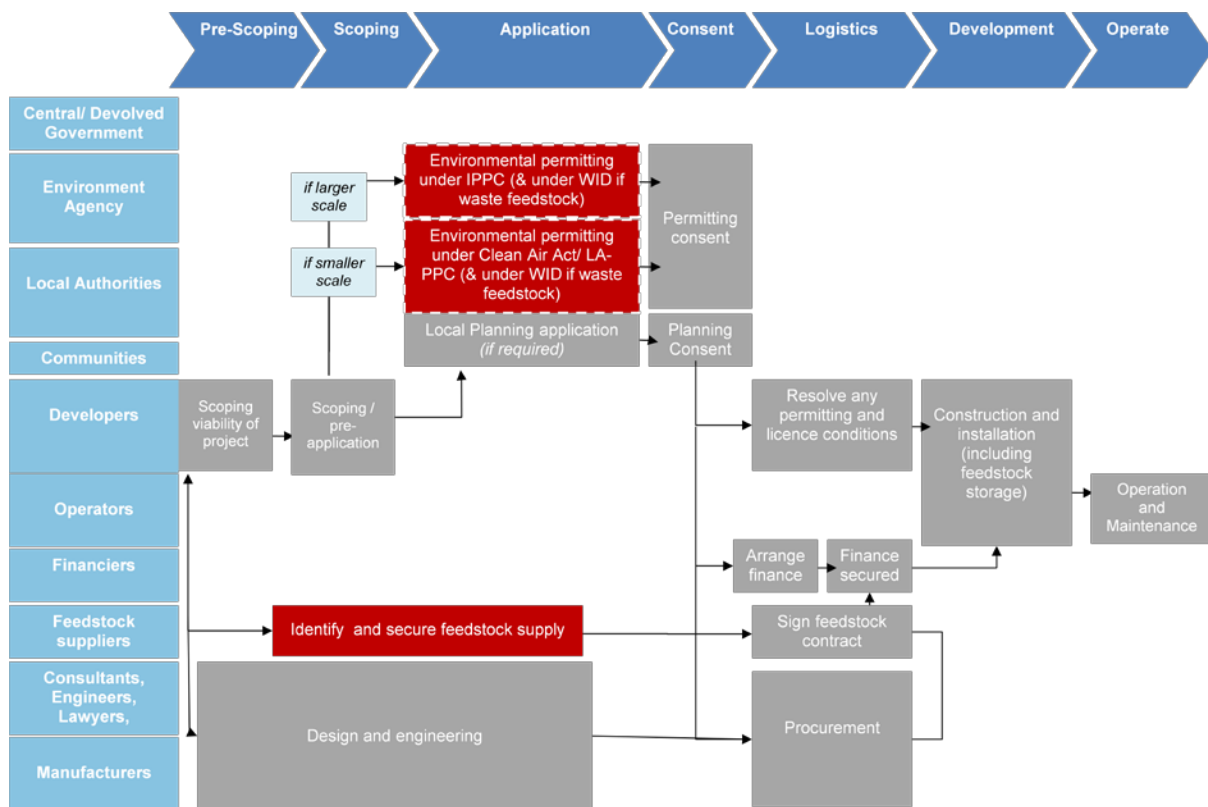 Pre-Scoping
Scoping
Application
Consent
Logistics
Development
Operate
Central/ Devolved
Government
Environment
Agency
Local Authorities
Communities
Developers
Operators
Financiers
Feedstock
suppliers
Consultants,
Engineers,
Lawyers,
Manufacturers
if larger
scale
if smaller
scale
Environmental permitting
under IPPC (& under WID if
waste feedstock)
Environmental permitting
under Clean Air Act/ LA-
PPC (& under WID if waste
feedstock)
Permitting
consent
Local Planning application
(if required)
Planning
Consent
Scoping
viability of
project
Scoping /
pre-
application
Resolve any
permitting and
licence conditions
Construction and
installation
(including
feedstock
storage)
Operation
and
Maintenance
Arrange
finance
Finance
secured
Identify and secure feedstock supply
Sign feedstock
contract
Design and engineering
Procurement